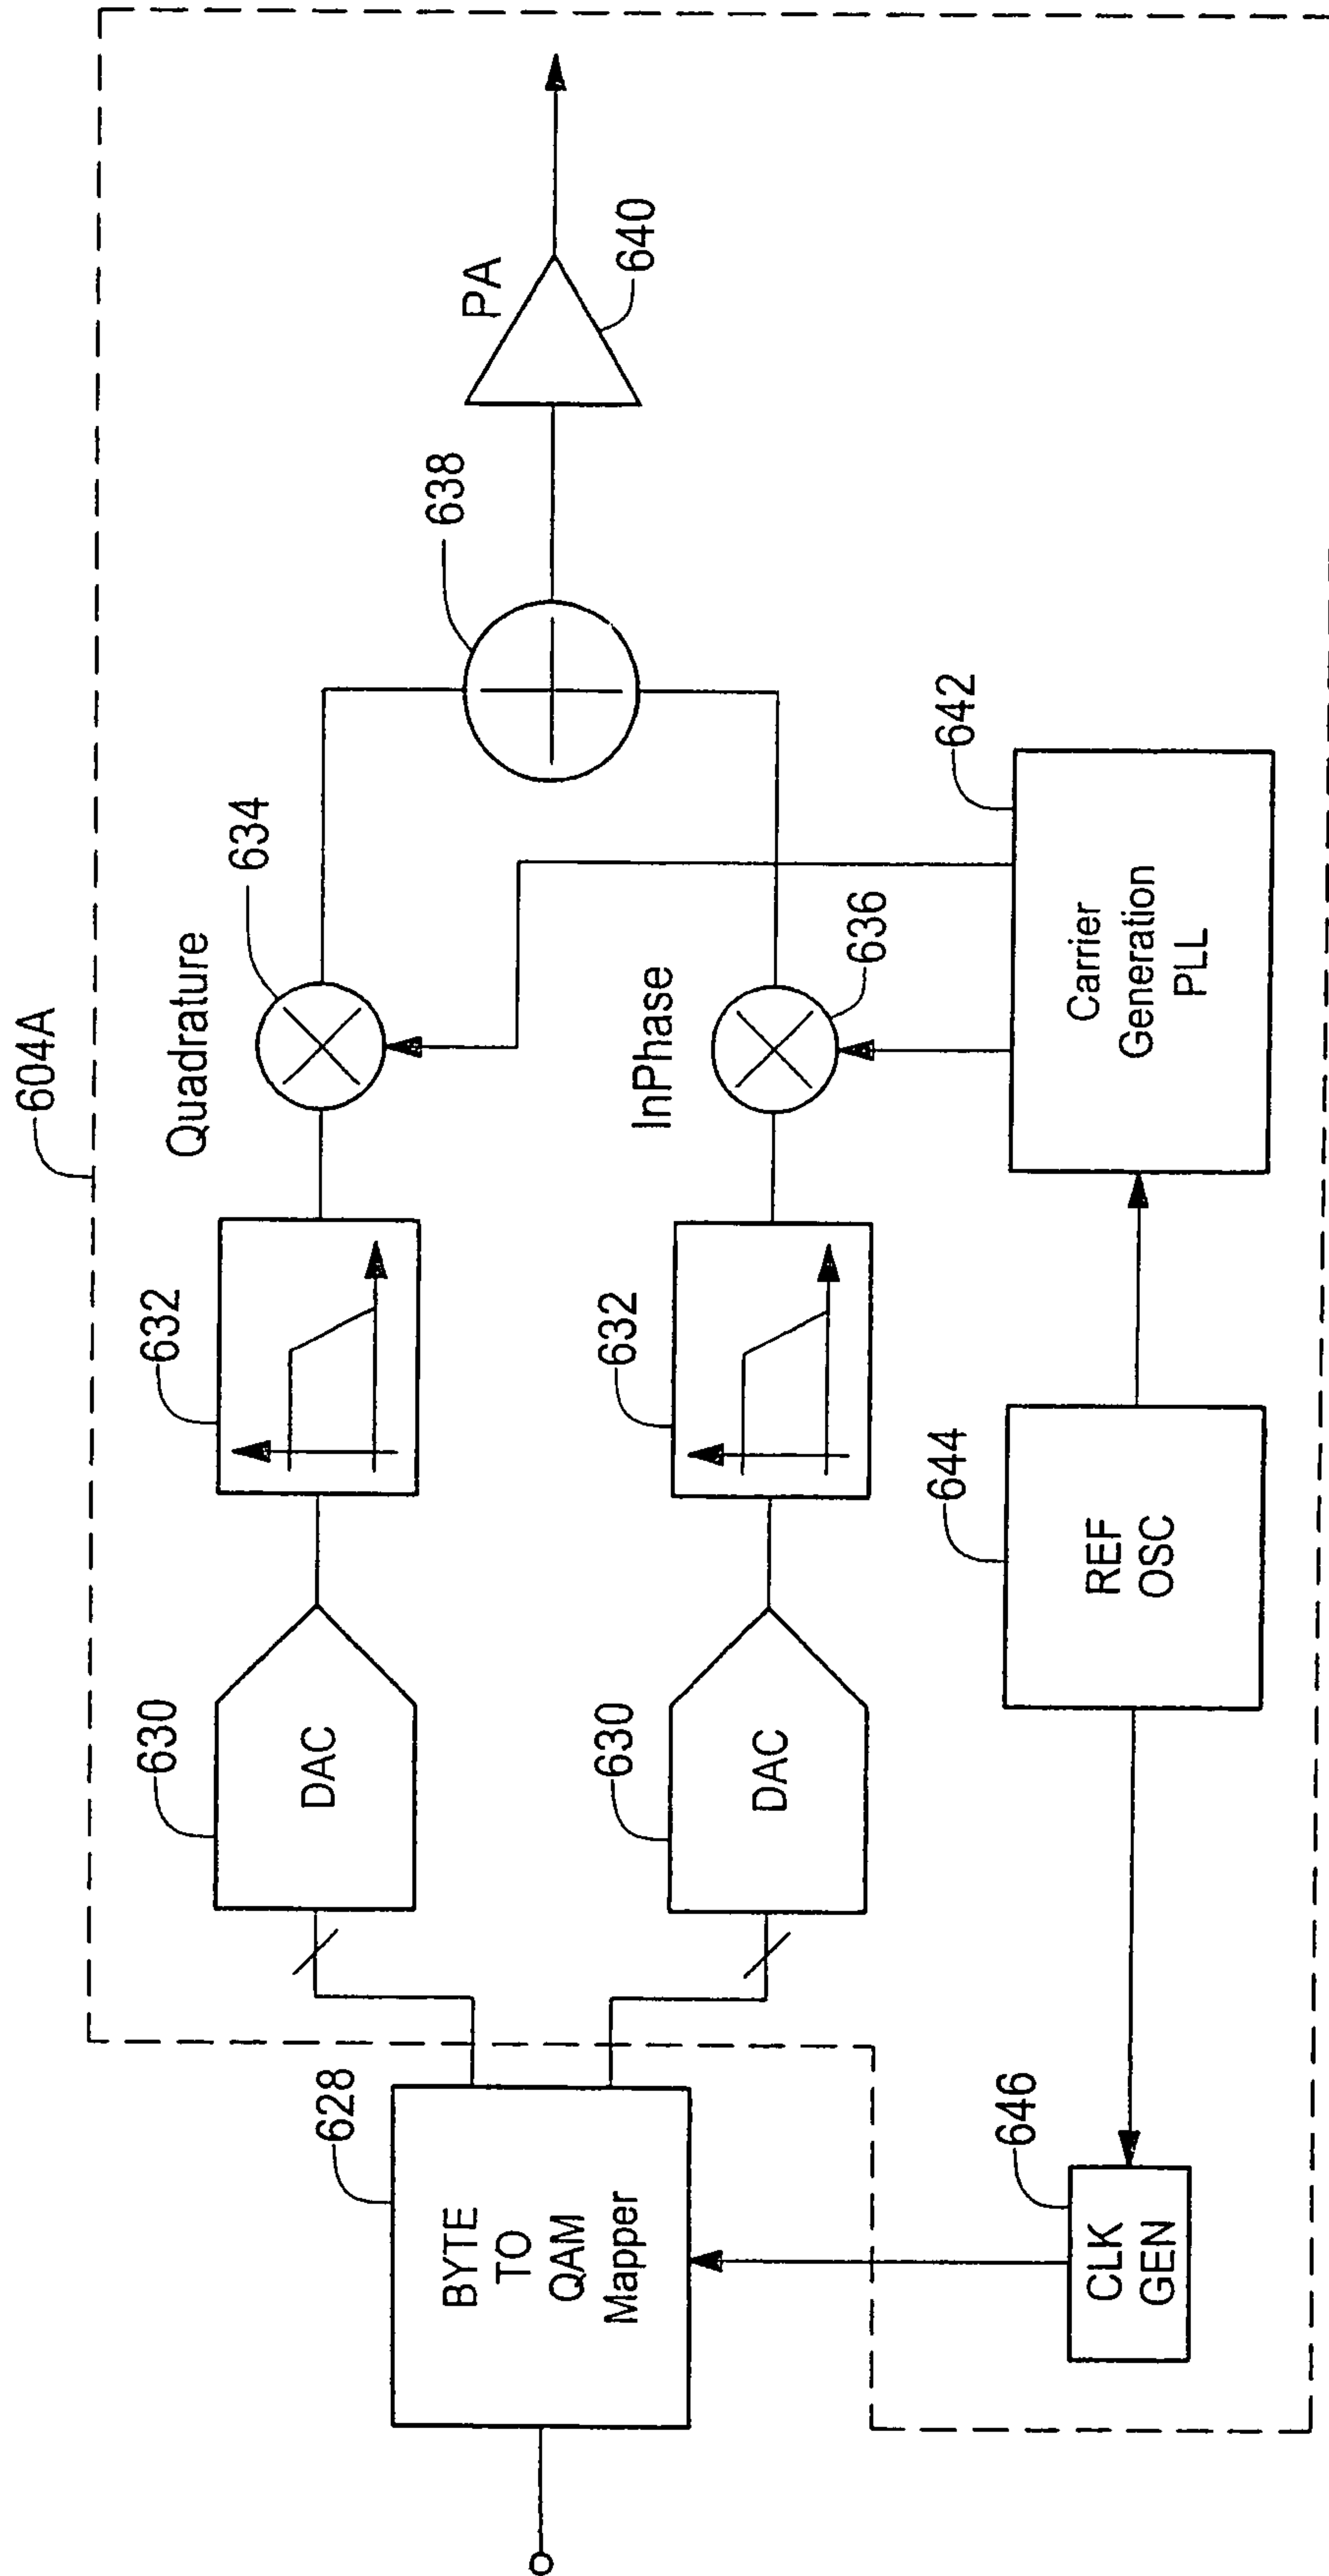 604A
Quadrature
634
632
630
DAC
628
BYTE
TO
QAM
Mapper
630
DAC
632
InPhase
636
638
PA
640
642
Carrier
Generation
PLL
644
REF
OSC
646
CLK
GEN